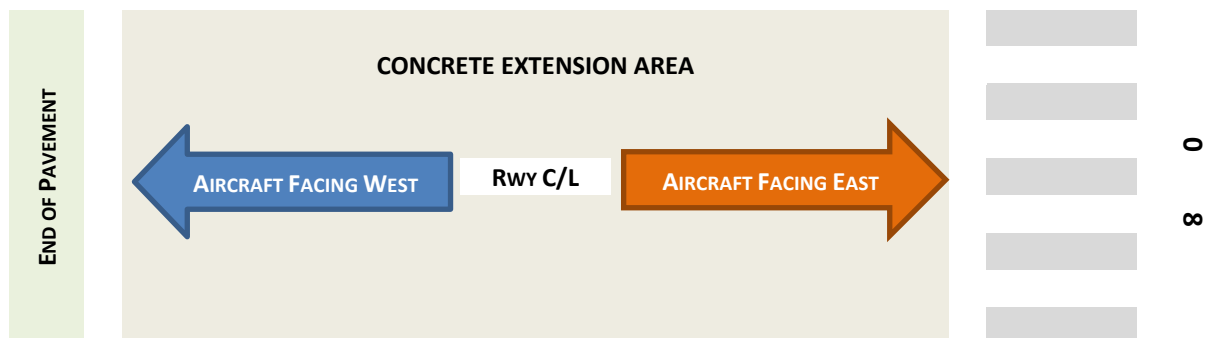 END OF PAVEMENT
CONCRETE EXTENSION AREA
AIRCRAFT FACING WEST
RWY C/L
AIRCRAFT FACING EAST
0 8